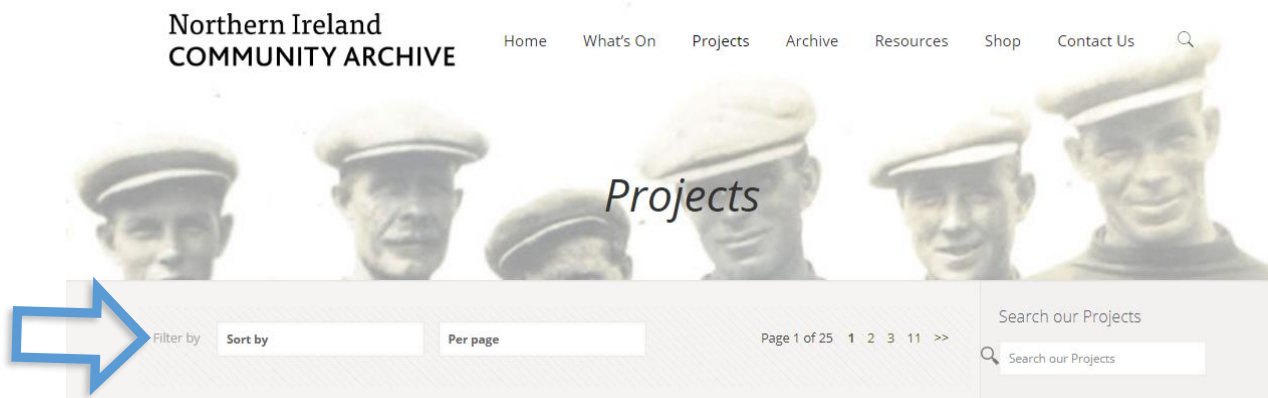 Northern Ireland
COMMUNITY ARCHIVE
Home What's On Projects Archive Resources Shop Contact Us
Projects
Filter by Sort by Per page Page 1 of 25 1 2 3 11 >>
Search our Projects
Search our Projects